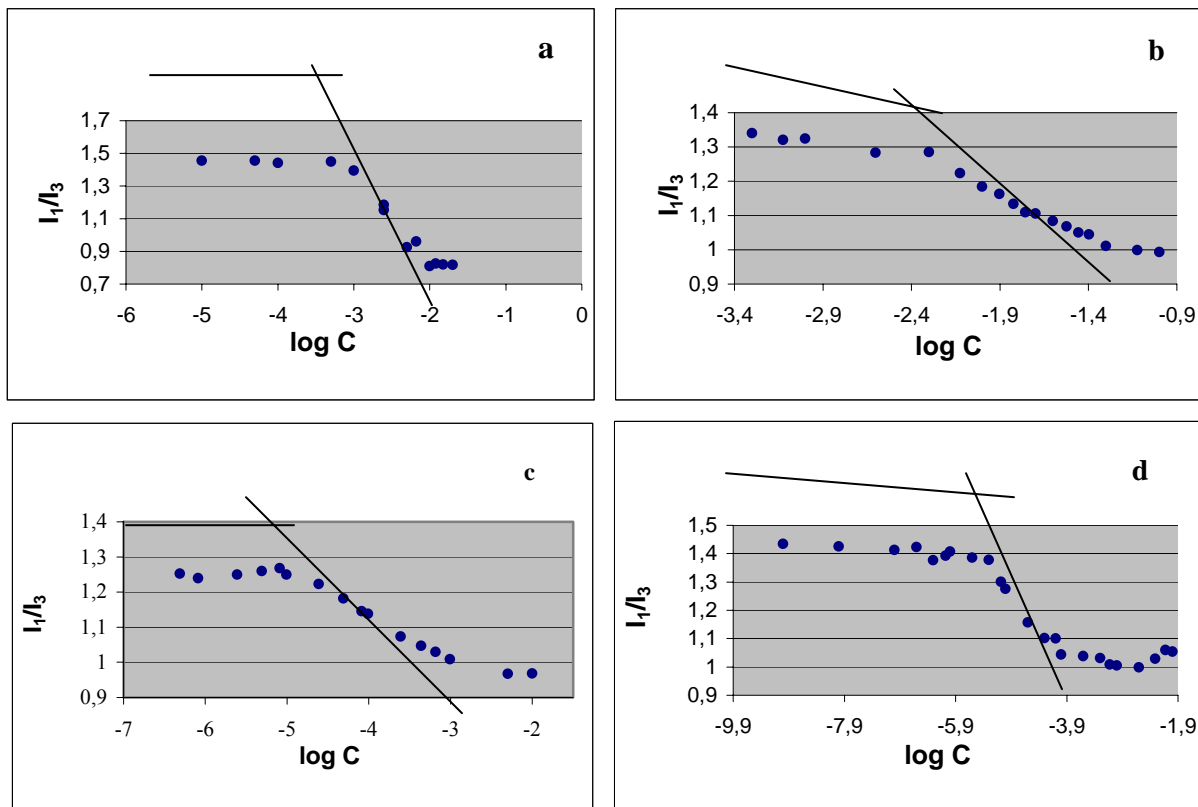 a
1,7
1,5
1,3
1,1
0,9
0,7
I₁/I₃
-6 -5 -4 -3 -2 -1 0
log C
b
1,4
1,3
1,2
1,1
1
0,9
I₁/I₃
-3,4 -2,9 -2,4 -1,9 -1,4 -0,9
log C
c
1,4
1,3
1,2
1,1
1
0,9
I₁/I₃
-7 -6 -5 -4 -3 -2
log C
d
1,5
1,4
1,3
1,2
1,1
1
0,9
I₁/I₃
-9,9 -7,9 -5,9 -3,9 -1,9
log C